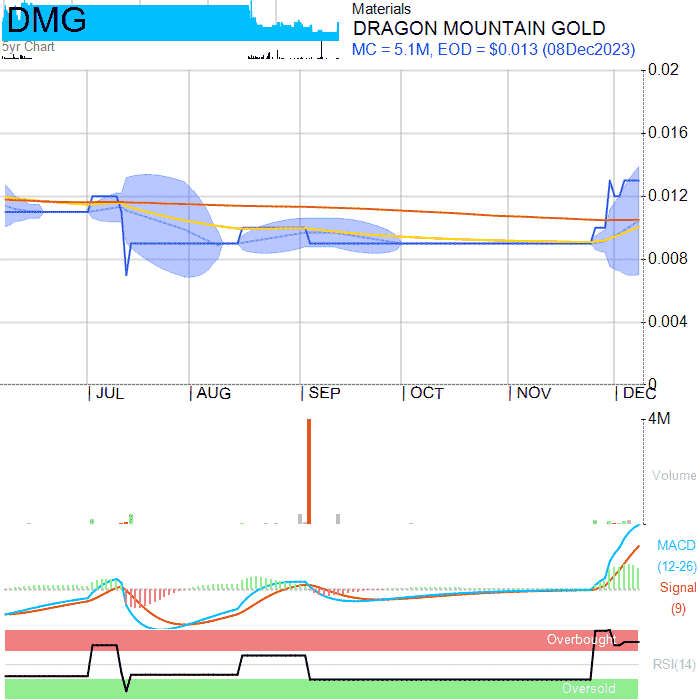 DMG
5yr Chart
Materials
DRAGON MOUNTAIN GOLD
MC = 5.1M, EOD = $0.013 (08Dec2023)
0.02
0.016
0.012
0.008
0.004
0
JUL AUG SEP OCT NOV DEC
4M
Volume
MACD
(12-26)
Signal
(9)
Overbought
RSI(14)
Oversold